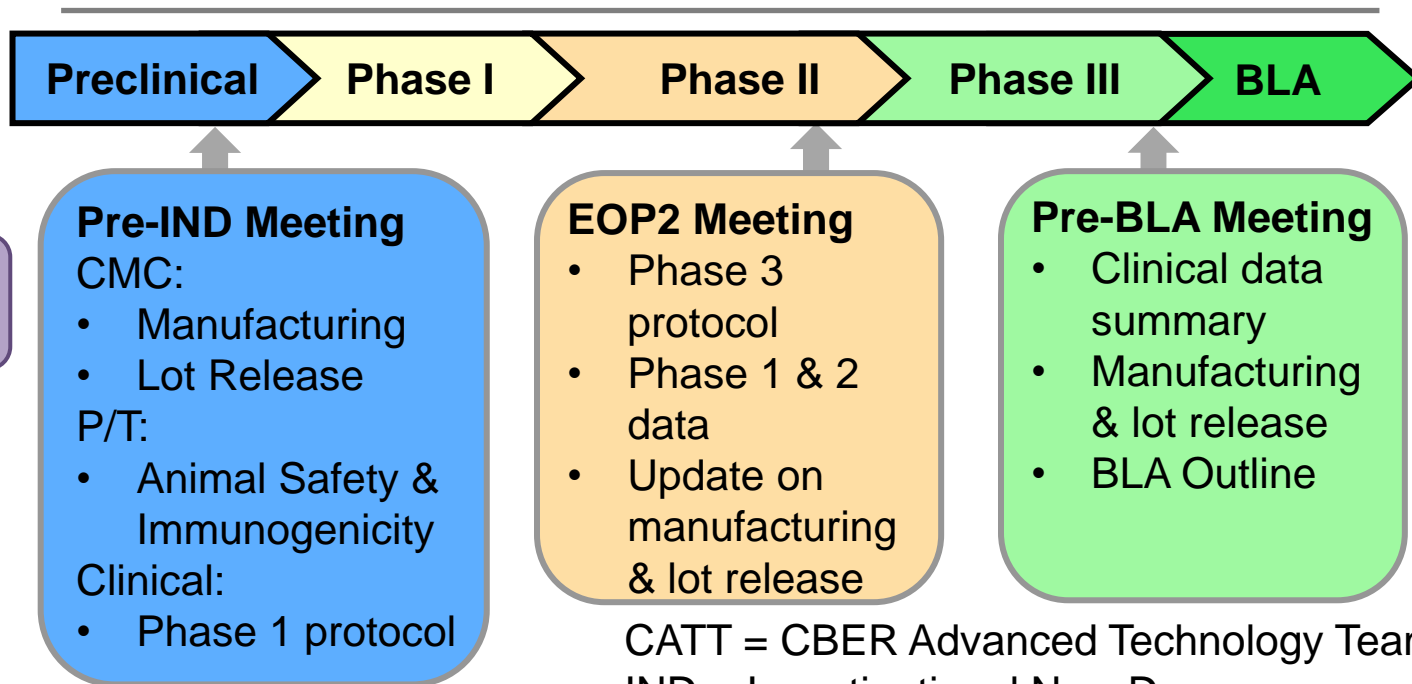 Preclinical
Phase I
Phase II
Phase III
BLA
Pre-IND Meeting
CMC:
• Manufacturing
• Lot Release
P/T:
• Animal Safety &
Immunogenicity
Clinical:
• Phase 1 protocol
EOP2 Meeting
• Phase 3
protocol
• Phase 1 & 2
data
• Update on
manufacturing
& lot release
Pre-BLA Meeting
• Clinical data
summary
• Manufacturing
& lot release
• BLA Outline
CATT = CBER Advanced Technology